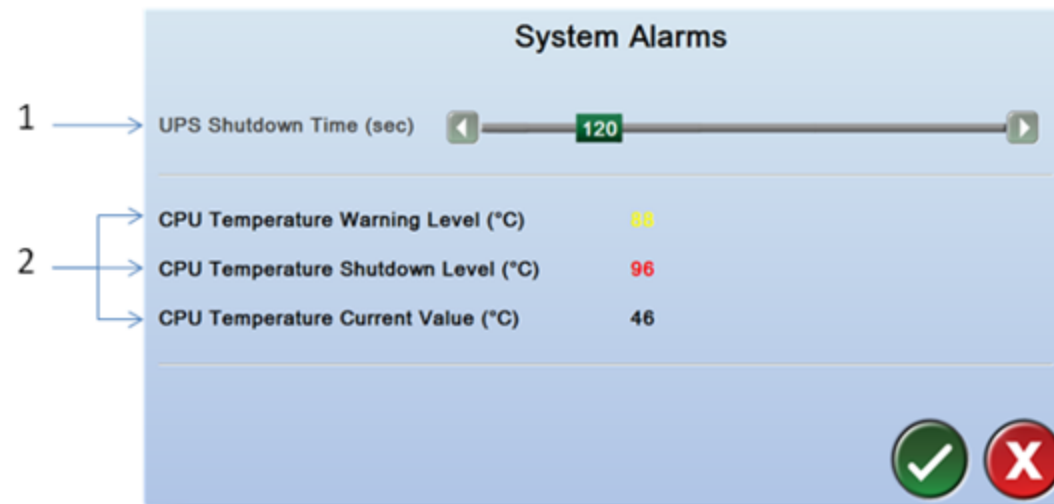 System Alarms
1 UPS Shutdown Time (sec) 120
CPU Temperature Warning Level (°C) 88
2 CPU Temperature Shutdown Level (°C) 96
CPU Temperature Current Value (°C) 46